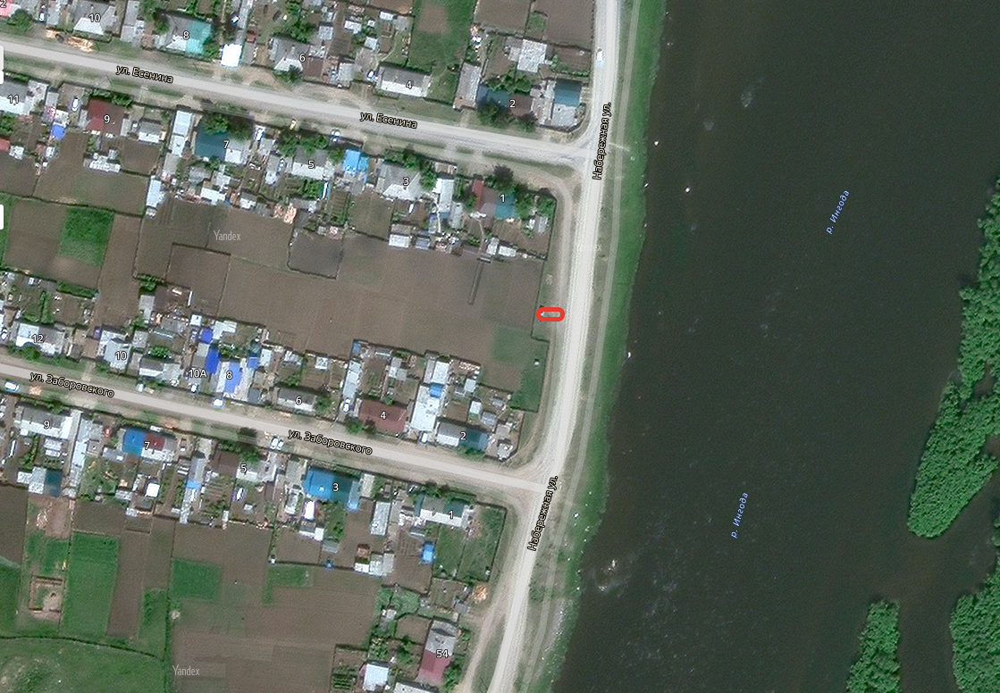 2
10
8
6
ул. Есенина
4
2
11
9
ул. Есенина
7
5
3
Набережная ул.
1
р. Ингода
Yandex
12
10
10А
8
ул. Заборовского
6
4
2
9
7
ул. Заборовского
5
3
1
Набережная ул.
р. Ингода
54
Yandex